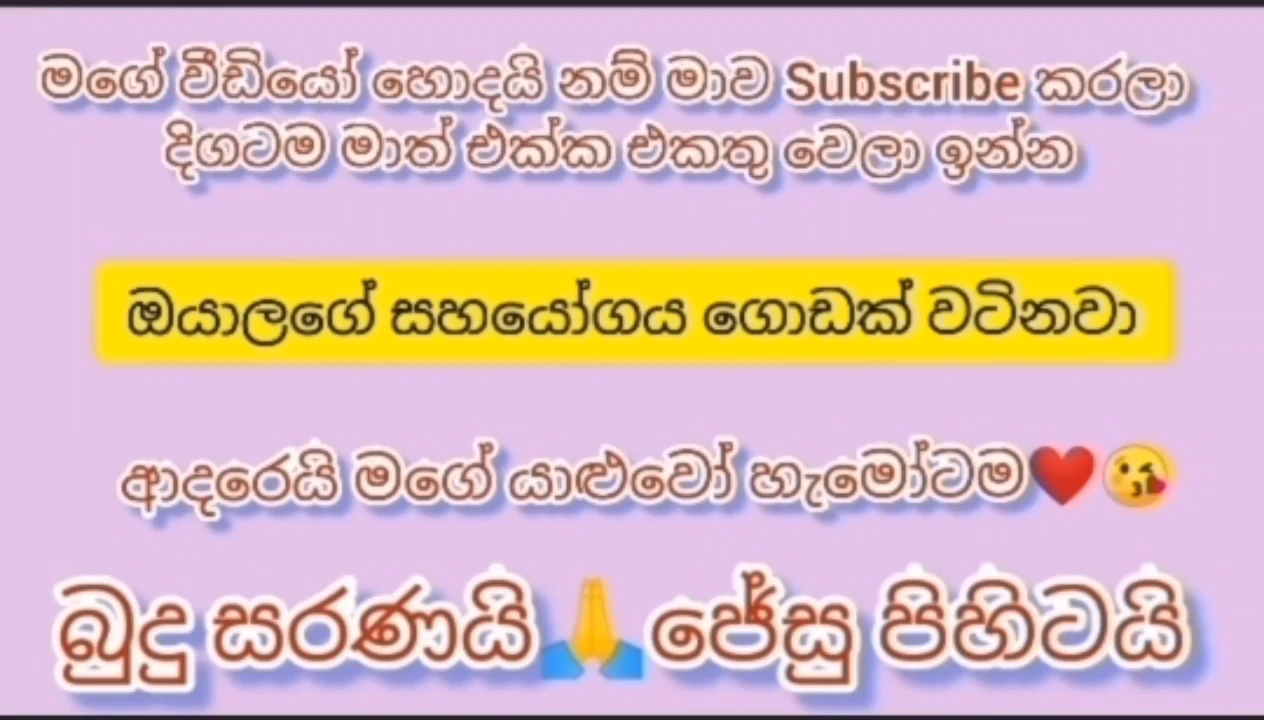 මගේ වීඩියෝ හොදයි නම් මාව Subscribe කරලා
දිගටම මාත් එක්ක එකතු වෙලා ඉන්න
ඔයාලගේ සහයෝගය ගොඩක් වටිනවා
ආදරෙයි මගේ යාළුවෝ හැමෝටම❤️😘
බුදු සරණයි🙏ජේසු පිහිටයි